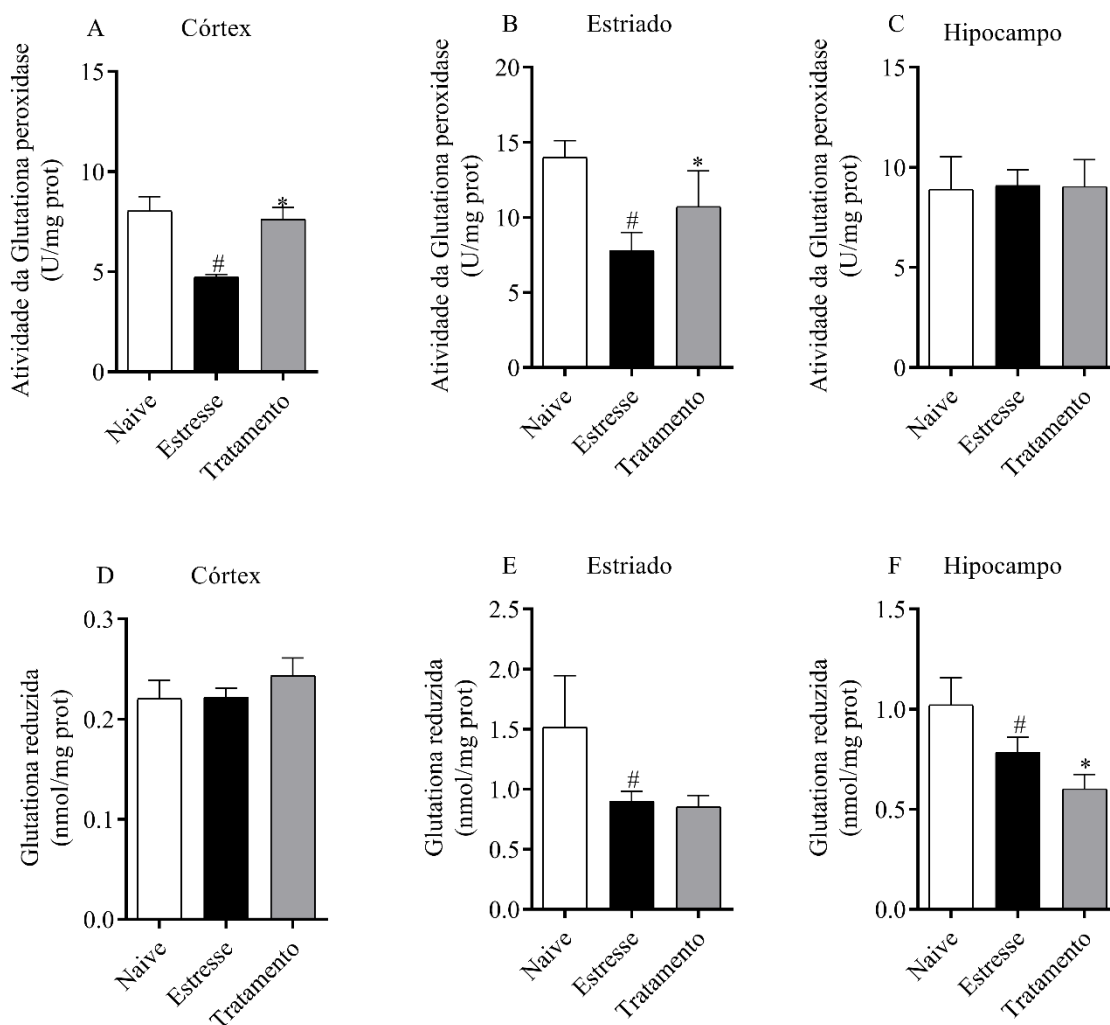 A
Córtex
Atividade da Glutationa peroxidase
(U/mg prot)
15
10
5
0
#
*
Naive
Estresse
Tratamento
B
Estriado
Atividade da Glutationa peroxidase
(U/mg prot)
20
15
10
5
0
#
*
Naive
Estresse
Tratamento
C
Hipocampo
Atividade da Glutationa peroxidase
(U/mg prot)
15
10
5
0
Naive
Estresse
Tratamento
D
Córtex
Glutationa reduzida
(nmol/mg prot)
0.3
0.2
0.1
0.0
Naive
Estresse
Tratamento
E
Estriado
Glutationa reduzida
(nmol/mg prot)
2.5
2.0
1.5
1.0
0.5
0.0
#
Naive
Estresse
Tratamento
F
Hipocampo
Glutationa reduzida
(nmol/mg prot)
1.5
1.0
0.5
0.0
#
*
Naive
Estresse
Tratamento